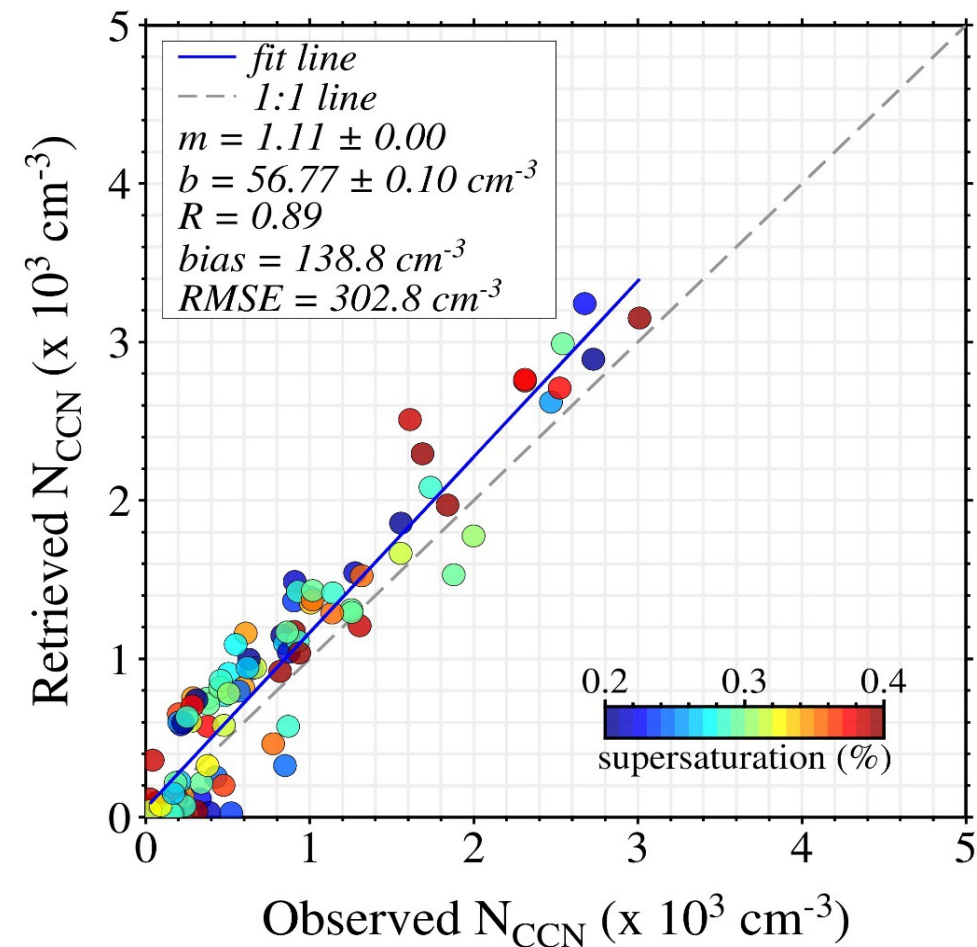 5
4
3
2
1
0
Retrieved N_CCN (x 10³ cm⁻³)
fit line
1:1 line
m = 1.11 ± 0.00
b = 56.77 ± 0.10 cm⁻³
R = 0.89
bias = 138.8 cm⁻³
RMSE = 302.8 cm⁻³
0.2 0.3 0.4
supersaturation (%)
0 1 2 3 4 5
Observed N_CCN (x 10³ cm⁻³)